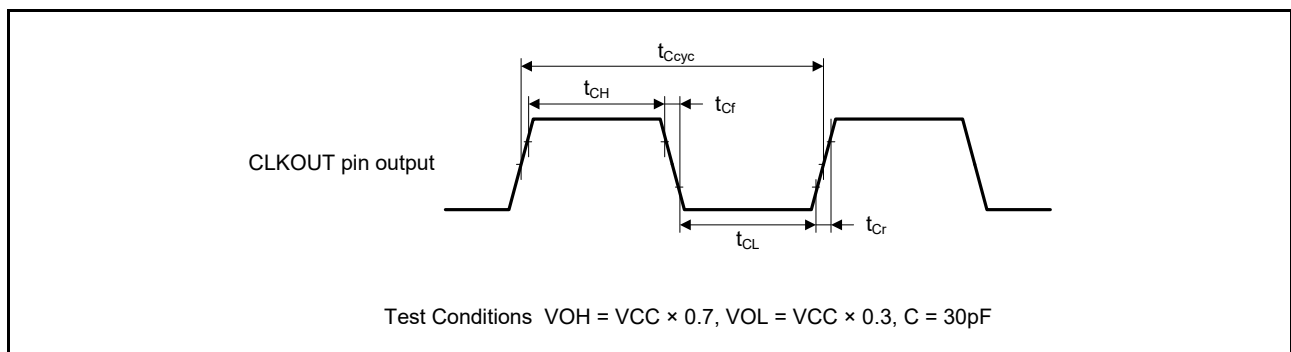 tCcyc
tCH
tCf
CLKOUT pin output
tCL
tCr
Test Conditions VOH = VCC × 0.7, VOL = VCC × 0.3, C = 30pF